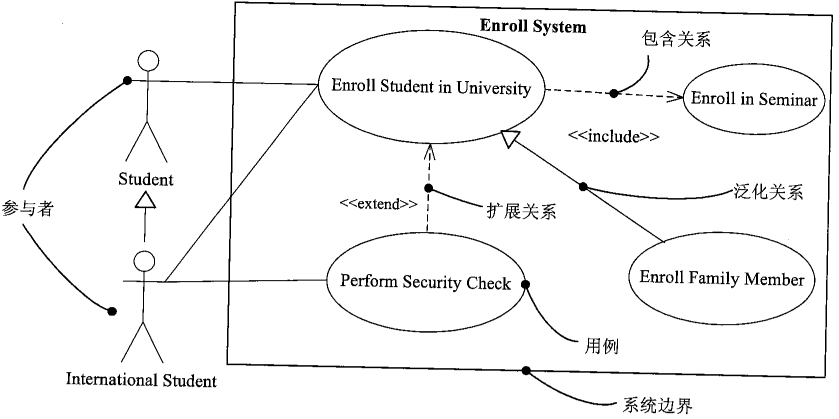 Enroll System
包含关系
Enroll Student in University
Enroll in Seminar
<<include>>
Student
泛化关系
参与者
<<extend>>
扩展关系
Perform Security Check
Enroll Family Member
用例
International Student
系统边界